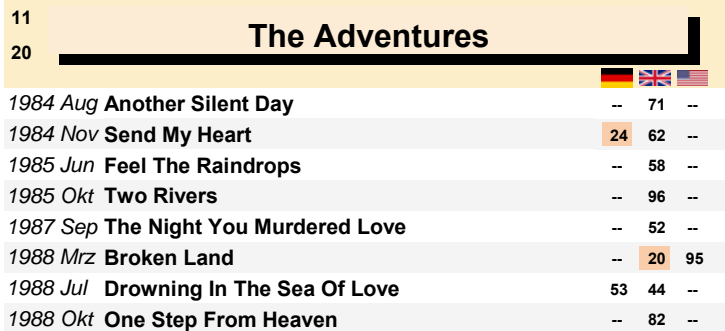 11
The Adventures
20
1984 Aug Another Silent Day -- 71 --
1984 Nov Send My Heart 24 62 --
1985 Jun Feel The Raindrops -- 58 --
1985 Okt Two Rivers -- 96 --
1987 Sep The Night You Murdered Love -- 52 --
1988 Mrz Broken Land -- 20 95
1988 Jul Drowning In The Sea Of Love 53 44 --
1988 Okt One Step From Heaven -- 82 --